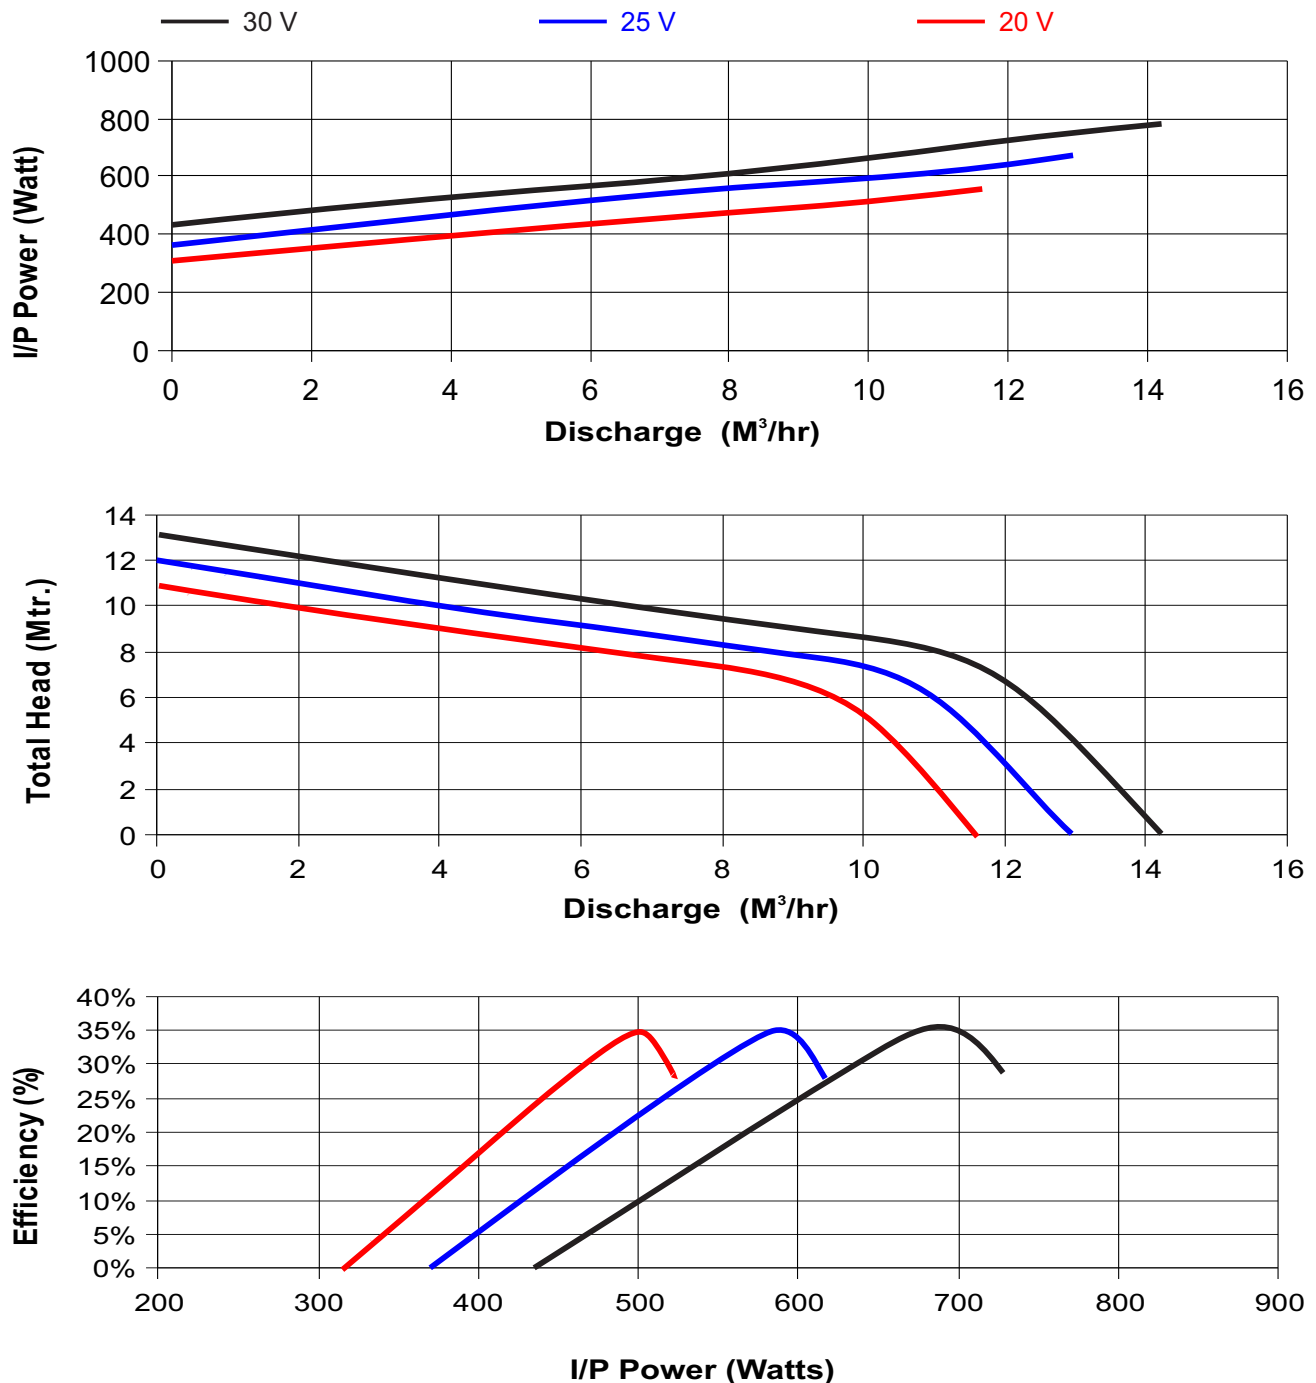 30 V 25 V 20 V
1000
800
600
400
200
0
I/P Power (Watt)
0 2 4 6 8 10 12 14 16
Discharge (M³/hr)
14
12
10
8
6
4
2
0
Total Head (Mtr.)
0 2 4 6 8 10 12 14 16
Discharge (M³/hr)
40%
35%
30%
25%
20%
15%
10%
5%
0%
Efficiency (%)
200 300 400 500 600 700 800 900
I/P Power (Watts)